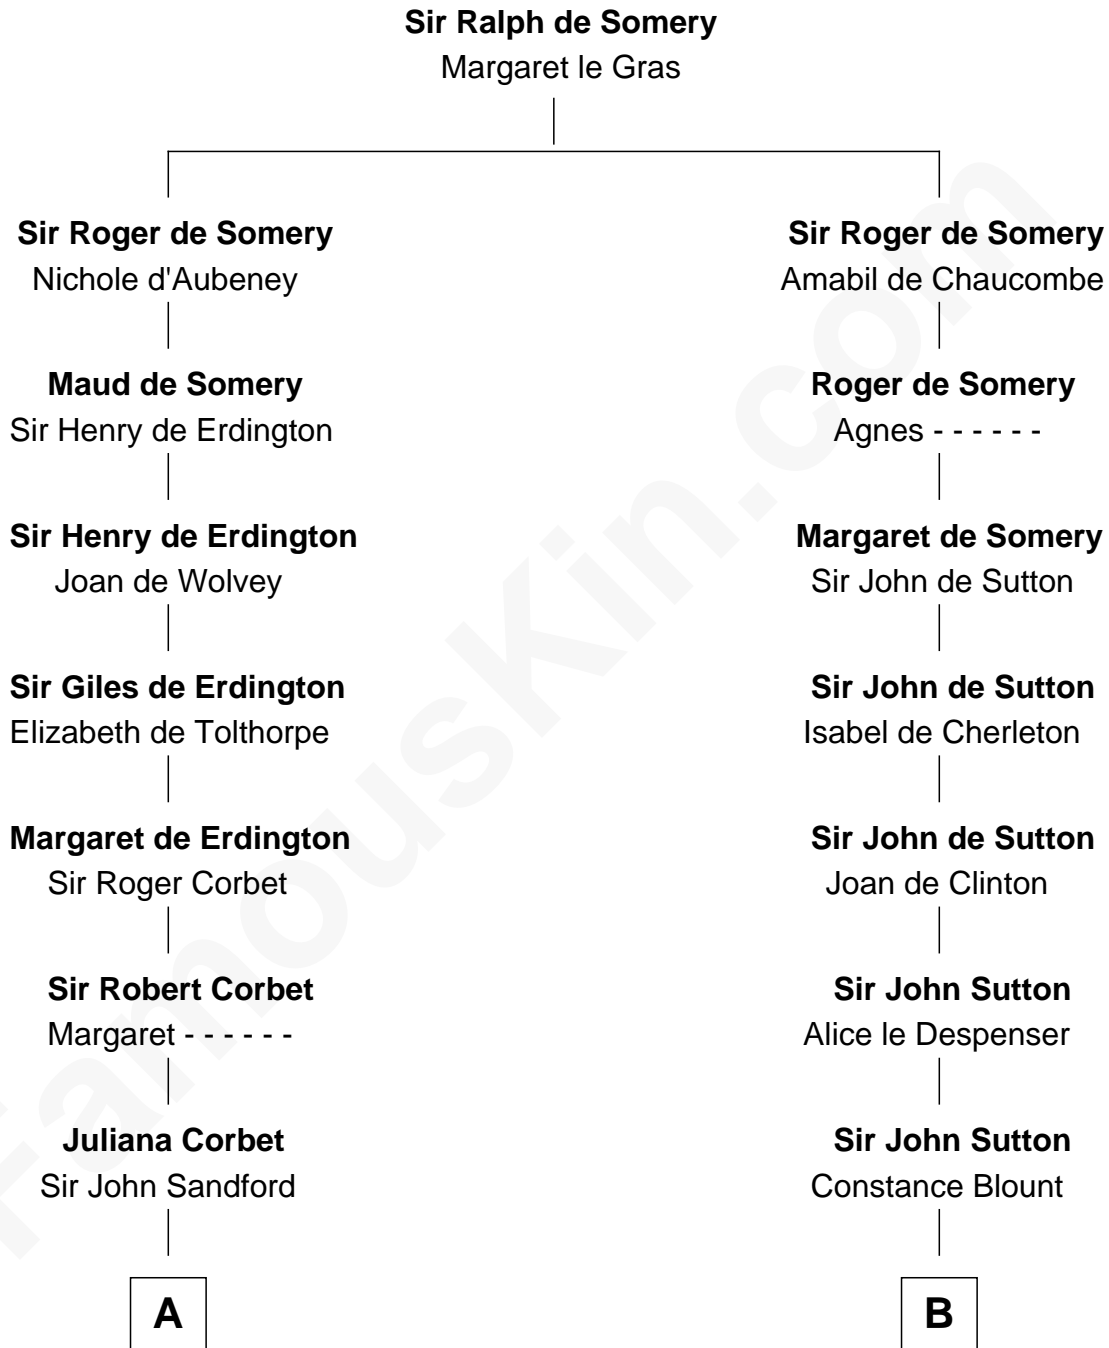 Sir Ralph de Somery
Margaret le Gras
Sir Roger de Somery
Nichole d'Aubeney
Maud de Somery
Sir Henry de Erdington
Sir Henry de Erdington
Joan de Wolvey
Sir Giles de Erdington
Elizabeth de Tolthorpe
Margaret de Erdington
Sir Roger Corbet
Sir Robert Corbet
Margaret - - - - - -
Juliana Corbet
Sir John Sandford
A
Sir Roger de Somery
Amabil de Chaucombe
Roger de Somery
Agnes - - - - - -
Margaret de Somery
Sir John de Sutton
Sir John de Sutton
Isabel de Cherleton
Sir John de Sutton
Joan de Clinton
Sir John Sutton
Alice le Despenser
Sir John Sutton
Constance Blount
B
FamousKin.com